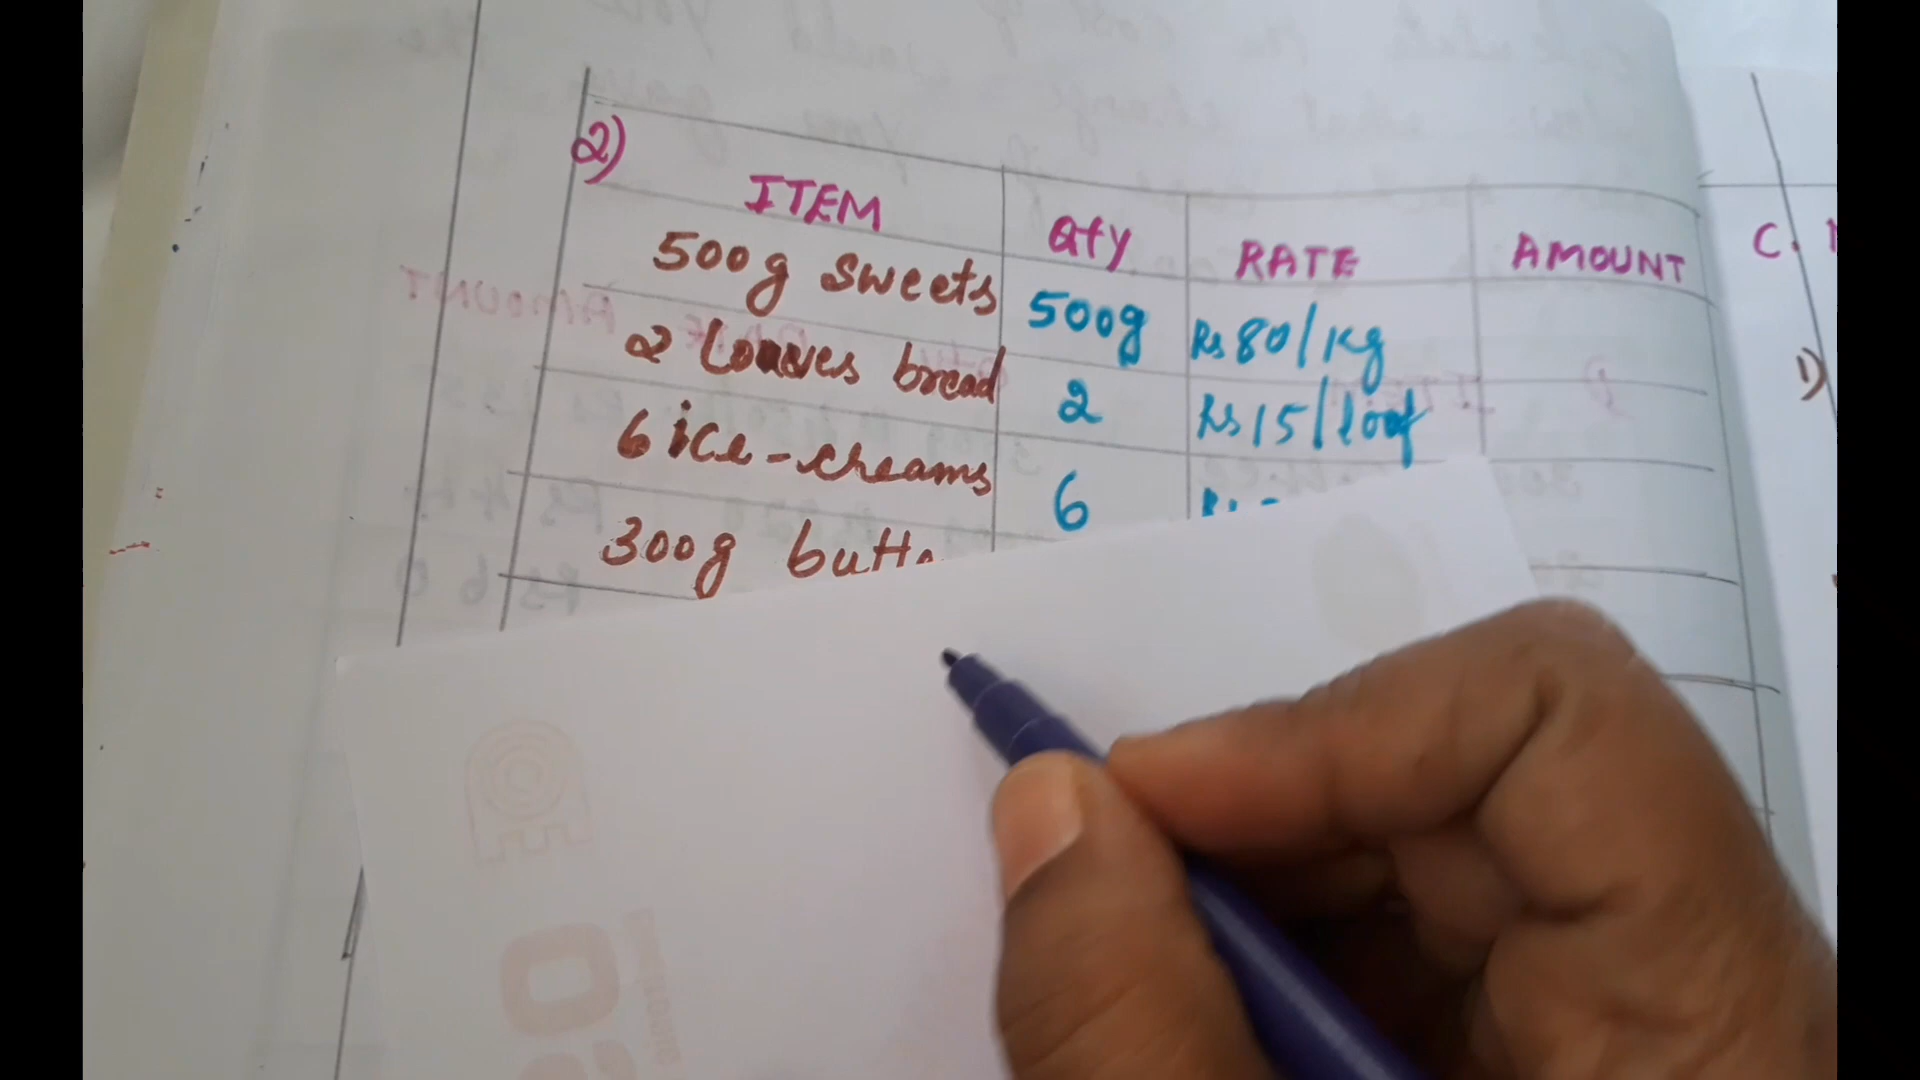 2)
ITEM Qty RATE AMOUNT
500g sweets 500g Rs 80/kg
2 Loaves bread 2 Rs 15/loaf
6 ice-creams 6
300g
C.
1)